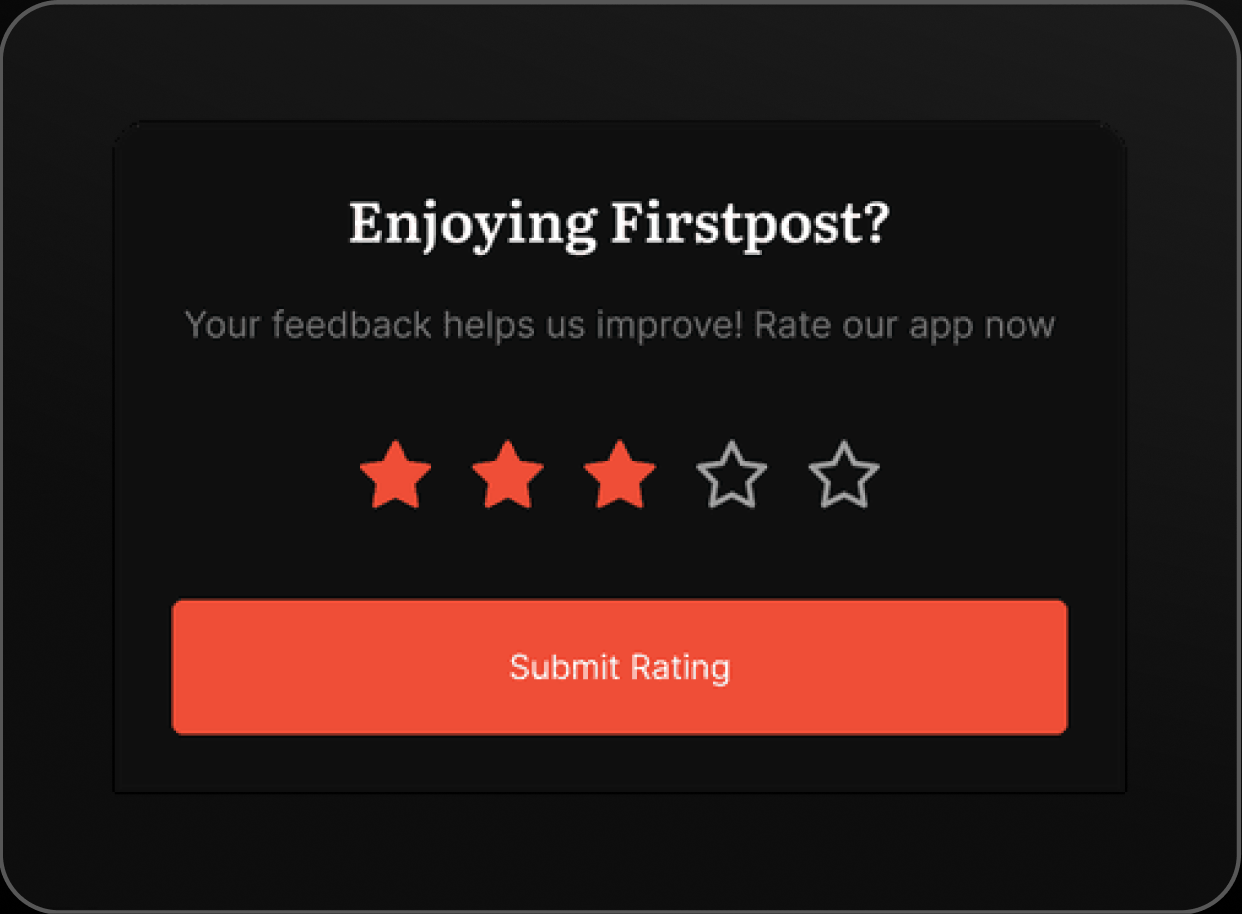 Enjoying Firstpost?
Your feedback helps us improve! Rate our app now
Submit Rating